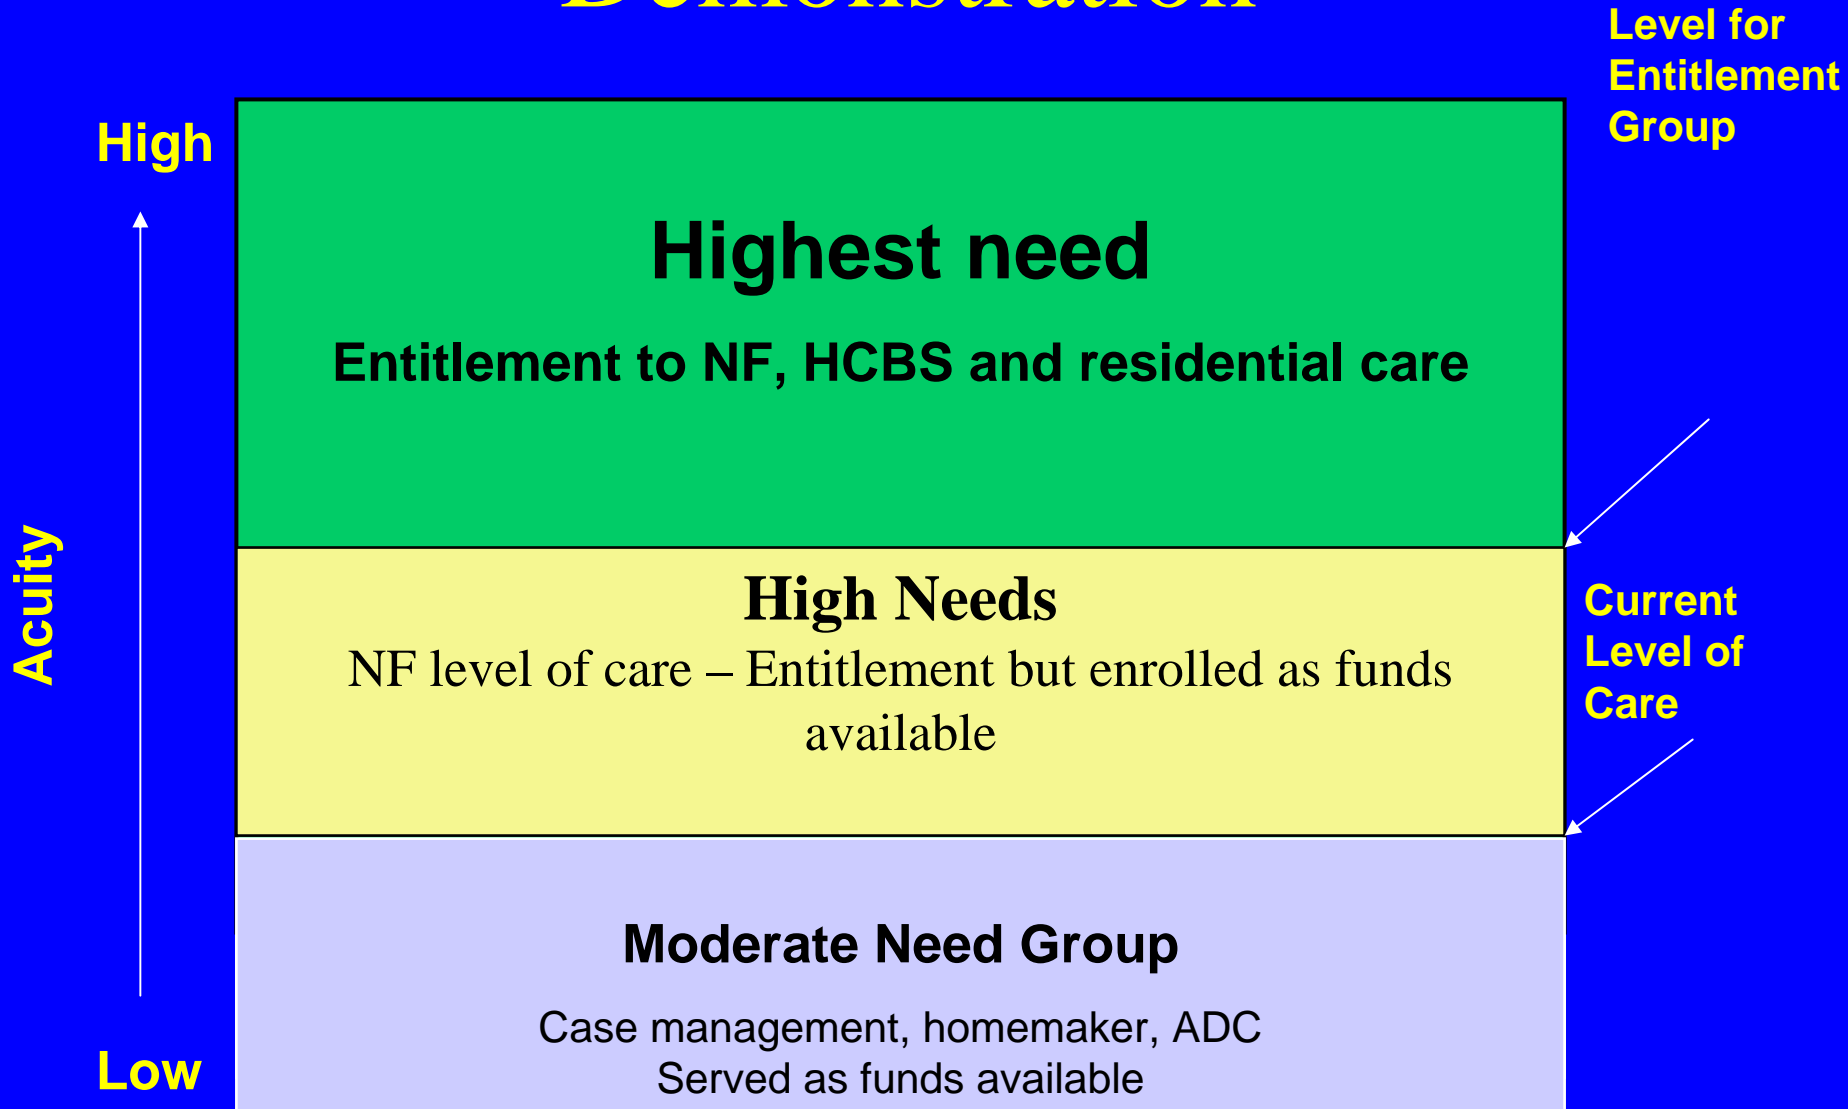 Demonstration
Level for
Entitlement
Group
High
Highest need
Entitlement to NF, HCBS and residential care
Acuity
High Needs
NF level of care – Entitlement but enrolled as funds
available
Current
Level of
Care
Moderate Need Group
Case management, homemaker, ADC
Served as funds available
Low